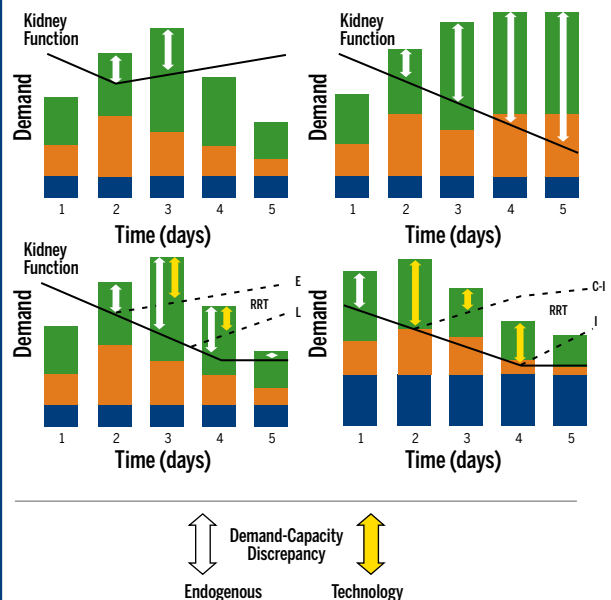 Kidney
Function
Demand
1 2 3 4 5
Time (days)
Kidney
Function
Demand
1 2 3 4 5
Time (days)
Kidney
Function
Demand
E
RRT
L
1 2 3 4 5
Time (days)
Demand
C-I
RRT
I
1 2 3 4 5
Time (days)
Demand-Capacity
Discrepancy
Endogenous Technology